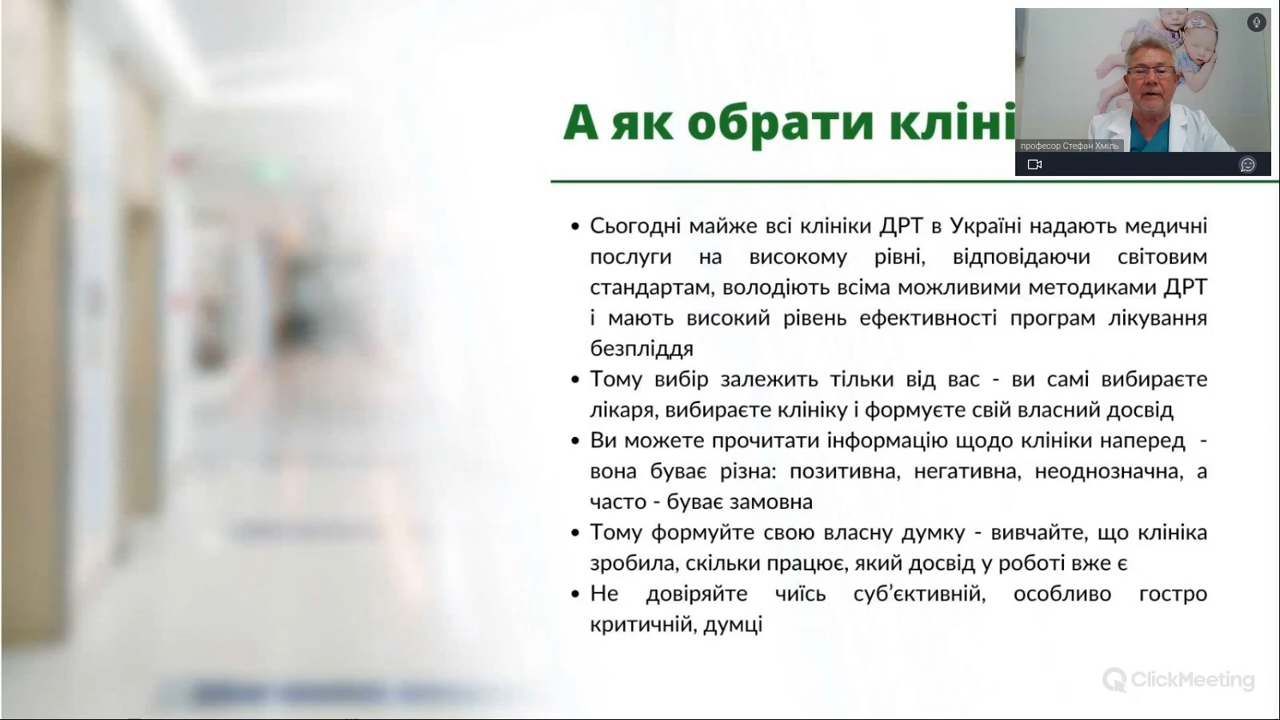 А як обрати кліні
професор Стефан Хміль
• Сьогодні майже всі клініки ДРТ в Україні надають медичні
послуги на високому рівні, відповідаючи світовим
стандартам, володіють всіма можливими методиками ДРТ
і мають високий рівень ефективності програм лікування
безпліддя
• Тому вибір залежить тільки від вас - ви самі вибираєте
лікаря, вибираєте клініку і формуєте свій власний досвід
• Ви можете прочитати інформацію щодо клініки наперед -
вона буває різна: позитивна, негативна, неоднозначна, а
часто - буває замовна
• Тому формуйте свою власну думку - вивчайте, що клініка
зробила, скільки працює, який досвід у роботі вже є
• Не довіряйте чиїсь суб’єктивній, особливо гостро
критичній, думці
ClickMeeting